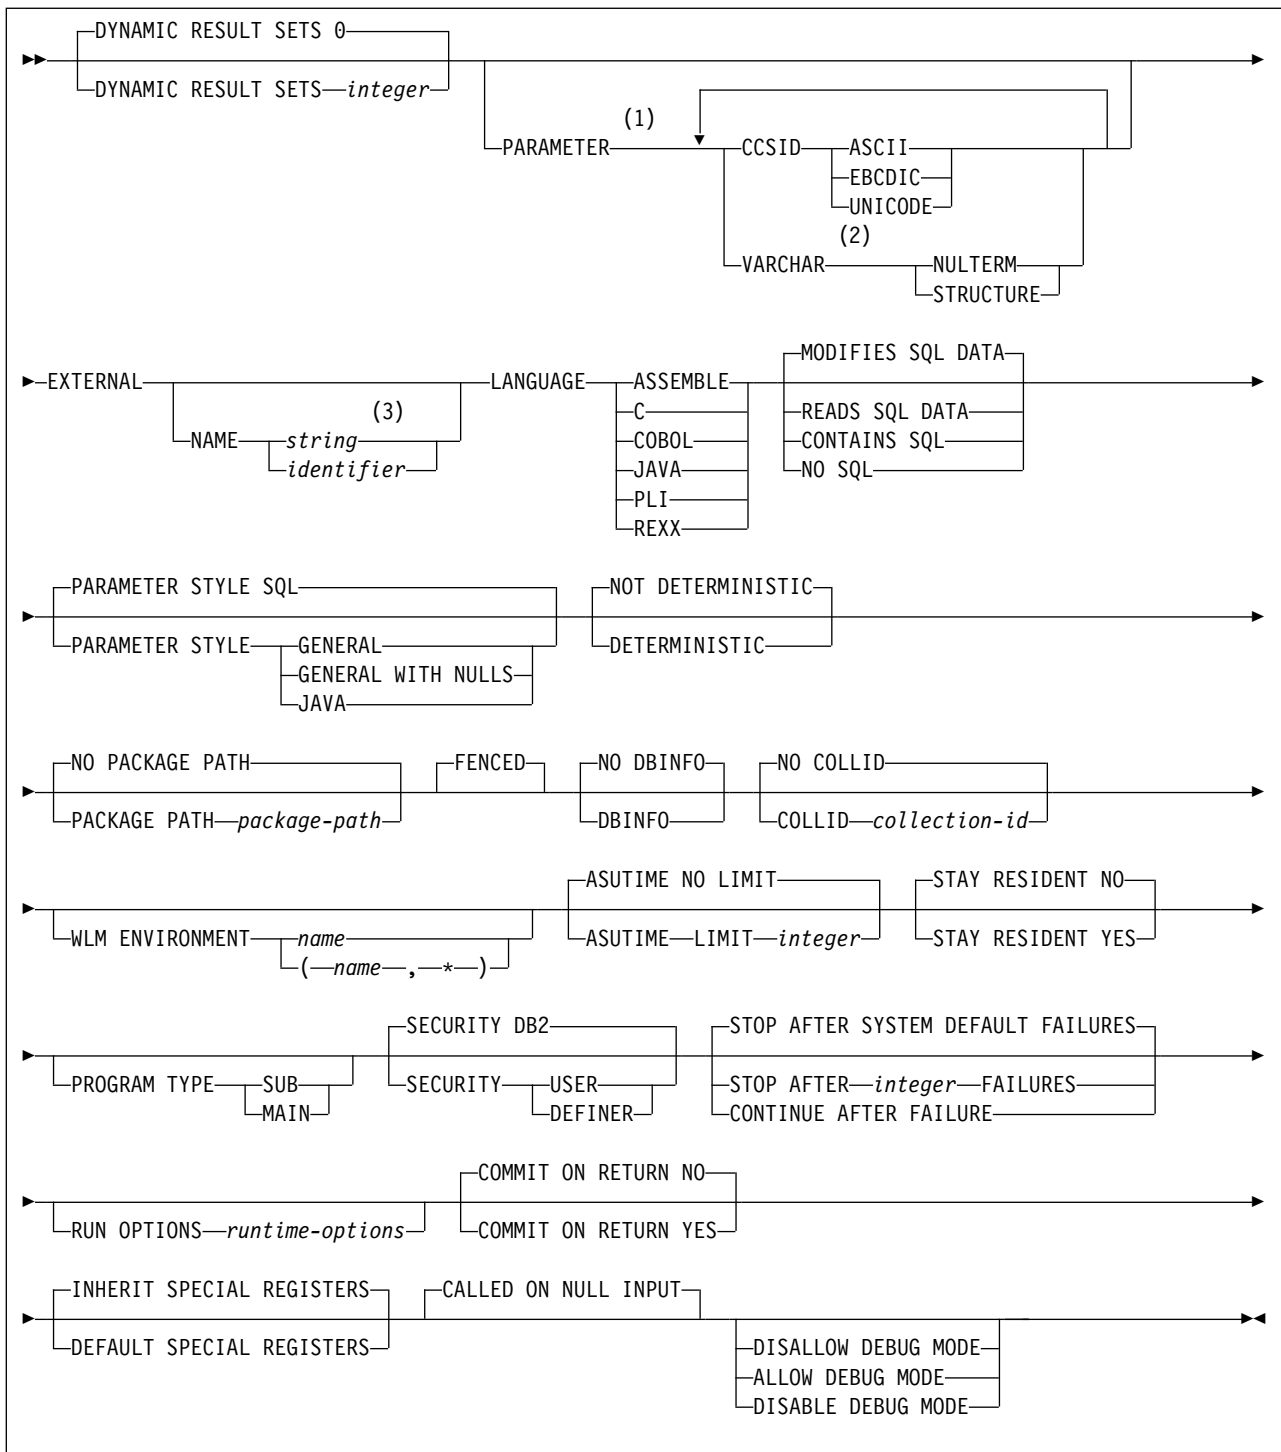 DYNAMIC RESULT SETS 0
DYNAMIC RESULT SETS integer
(1)
PARAMETER CCSID ASCII
EBCDIC
UNICODE
(2)
VARCHAR NULTERM
STRUCTURE
MODIFIES SQL DATA
EXTERNAL LANGUAGE ASSEMBLE
(3) C READS SQL DATA
NAME string COBOL CONTAINS SQL
identifier JAVA NO SQL
PLI
REXX
PARAMETER STYLE SQL NOT DETERMINISTIC
PARAMETER STYLE GENERAL DETERMINISTIC
GENERAL WITH NULLS
JAVA
NO PACKAGE PATH FENCED NO DBINFO NO COLLID
PACKAGE PATH package-path DBINFO COLLID collection-id
ASUTIME NO LIMIT STAY RESIDENT NO
WLM ENVIRONMENT name ASUTIME LIMIT integer STAY RESIDENT YES
( name , * )
SECURITY DB2 STOP AFTER SYSTEM DEFAULT FAILURES
PROGRAM TYPE SUB SECURITY USER STOP AFTER integer FAILURES
MAIN DEFINER CONTINUE AFTER FAILURE
COMMIT ON RETURN NO
RUN OPTIONS runtime-options COMMIT ON RETURN YES
INHERIT SPECIAL REGISTERS CALLED ON NULL INPUT
DEFAULT SPECIAL REGISTERS DISALLOW DEBUG MODE
ALLOW DEBUG MODE
DISABLE DEBUG MODE